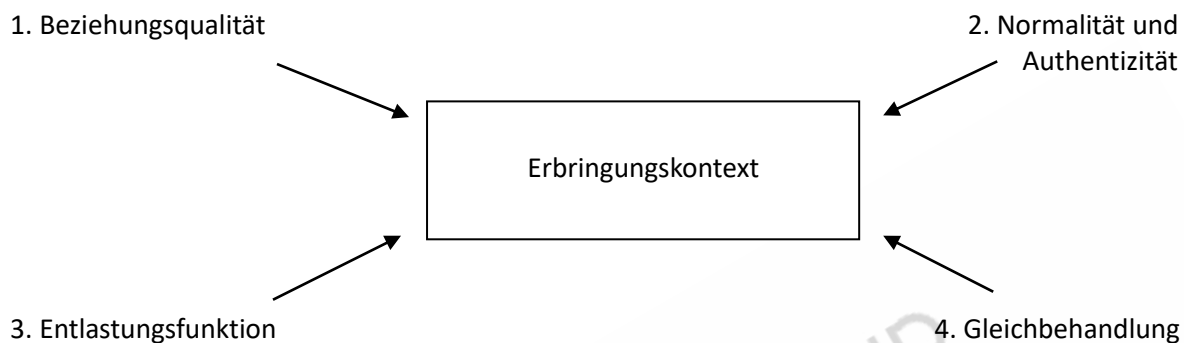 1. Beziehungsqualität
2. Normalität und
Authentizität
Erbringungskontext
3. Entlastungsfunktion
4. Gleichbehandlung